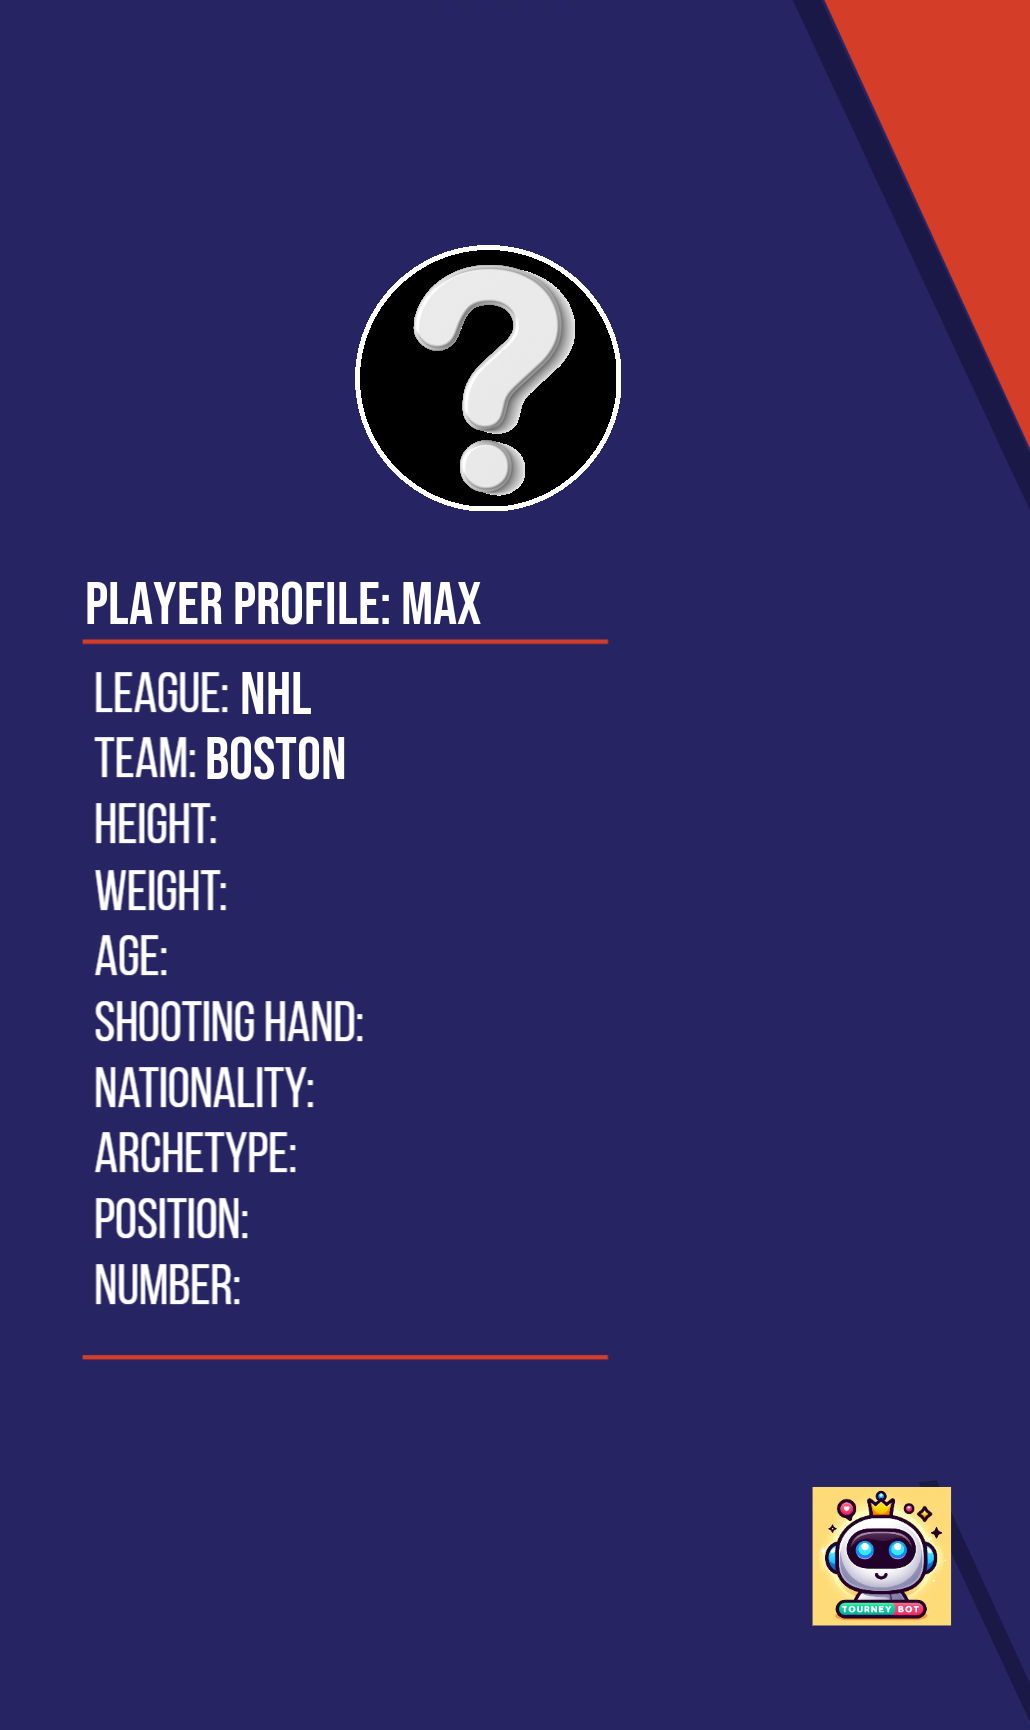 PLAYER PROFILE: MAX
LEAGUE: NHL
TEAM: BOSTON
HEIGHT:
WEIGHT:
AGE:
SHOOTING HAND:
NATIONALITY:
ARCHETYPE:
POSITION:
NUMBER:
TOURNEY BOT